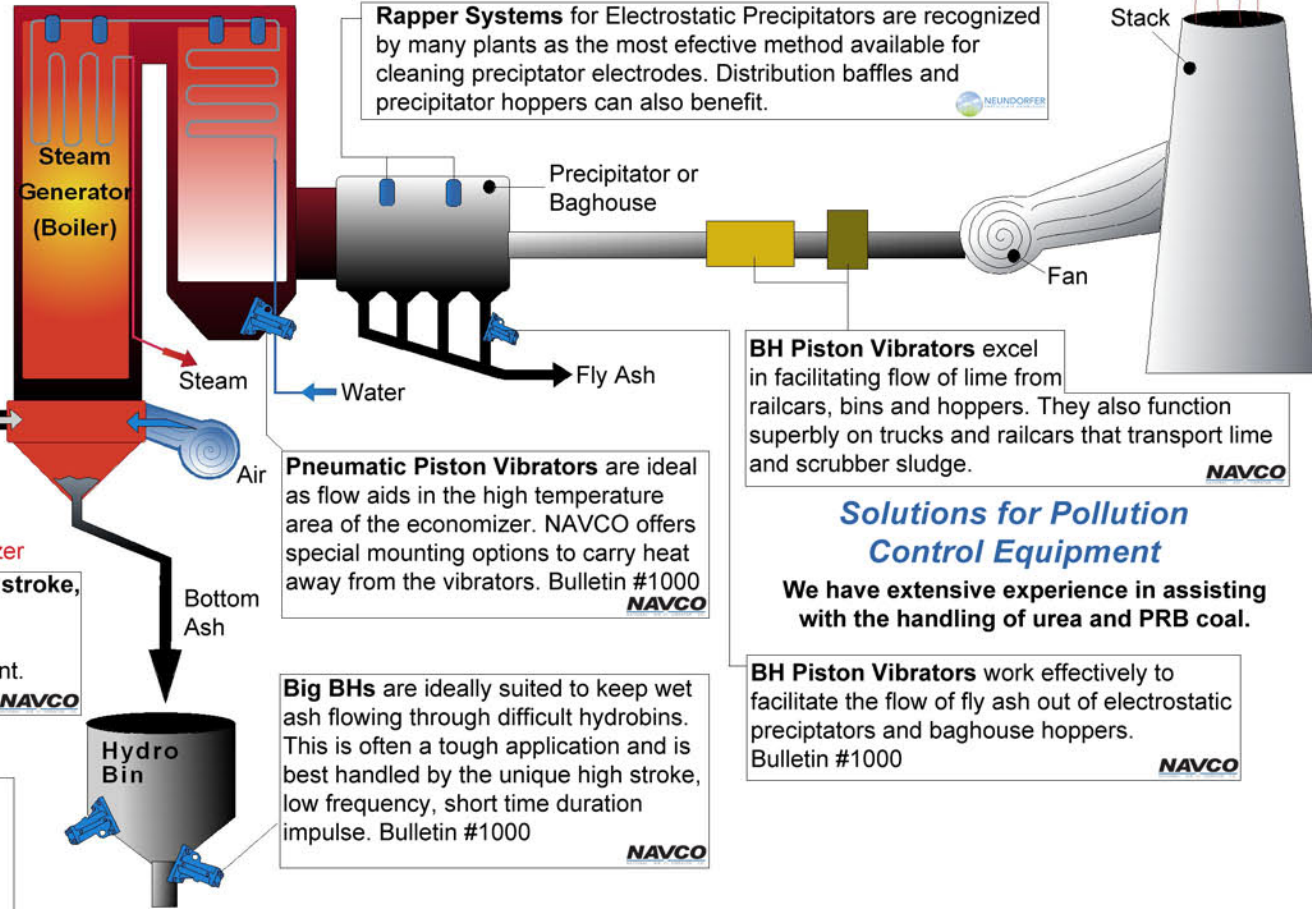 Rapper Systems for Electrostatic Precipitators are recognized
by many plants as the most efective method available for
cleaning preciptator electrodes. Distribution baffles and
precipitator hoppers can also benefit.
NEUNDORFER
Stack
Steam
Generator
(Boiler)
Precipitator or
Baghouse
Fan
Steam
Water
Fly Ash
Air
BH Piston Vibrators excel
in facilitating flow of lime from
railcars, bins and hoppers. They also function
superbly on trucks and railcars that transport lime
and scrubber sludge.
NAVCO
Pneumatic Piston Vibrators are ideal
as flow aids in the high temperature
area of the economizer. NAVCO offers
special mounting options to carry heat
away from the vibrators. Bulletin #1000
NAVCO
Solutions for Pollution
Control Equipment
We have extensive experience in assisting
with the handling of urea and PRB coal.
zer
stroke,
nt.
NAVCO
Bottom
Ash
Hydro
Bin
Big BHs are ideally suited to keep wet
ash flowing through difficult hydrobins.
This is often a tough application and is
best handled by the unique high stroke,
low frequency, short time duration
impulse. Bulletin #1000
NAVCO
BH Piston Vibrators work effectively to
facilitate the flow of fly ash out of electrostatic
preciptators and baghouse hoppers.
Bulletin #1000
NAVCO